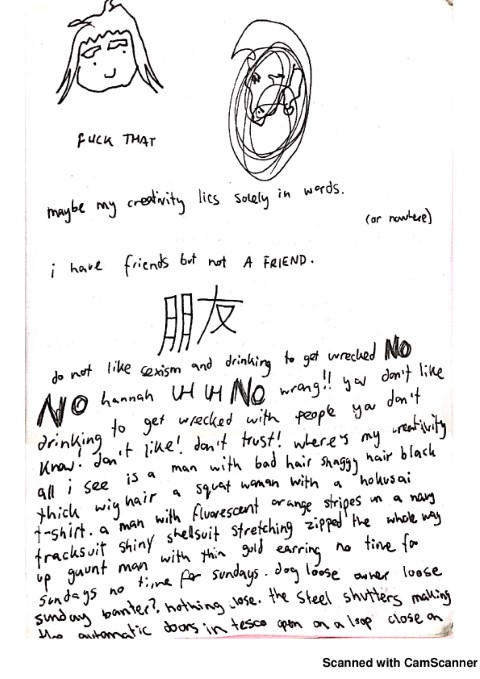 FUCK THAT
maybe my creativity lies solely in words.
(or nowhere)
i have friends but not A FRIEND.
朋友
do not like sexism and drinking to get wrecked NO
NO hannah UH UH NO wrong!! you don't like
drinking to get wrecked with people you don't
know! don't like! don't trust! where's my creativity
all i see is a man with bad hair shaggy hair black
thick wig hair a squat woman with a hokusai
t-shirt. a man with fluorescent orange stripes on a navy
tracksuit shiny shellsuit stretching zipped the whole way
up gaunt man with thin gold earring no time for
sundays no time for sundays. dog loose owner loose
sunday banter?. nothing close. the steel shutters making
the automatic doors in tesco open on a loop close on
Scanned with CamScanner